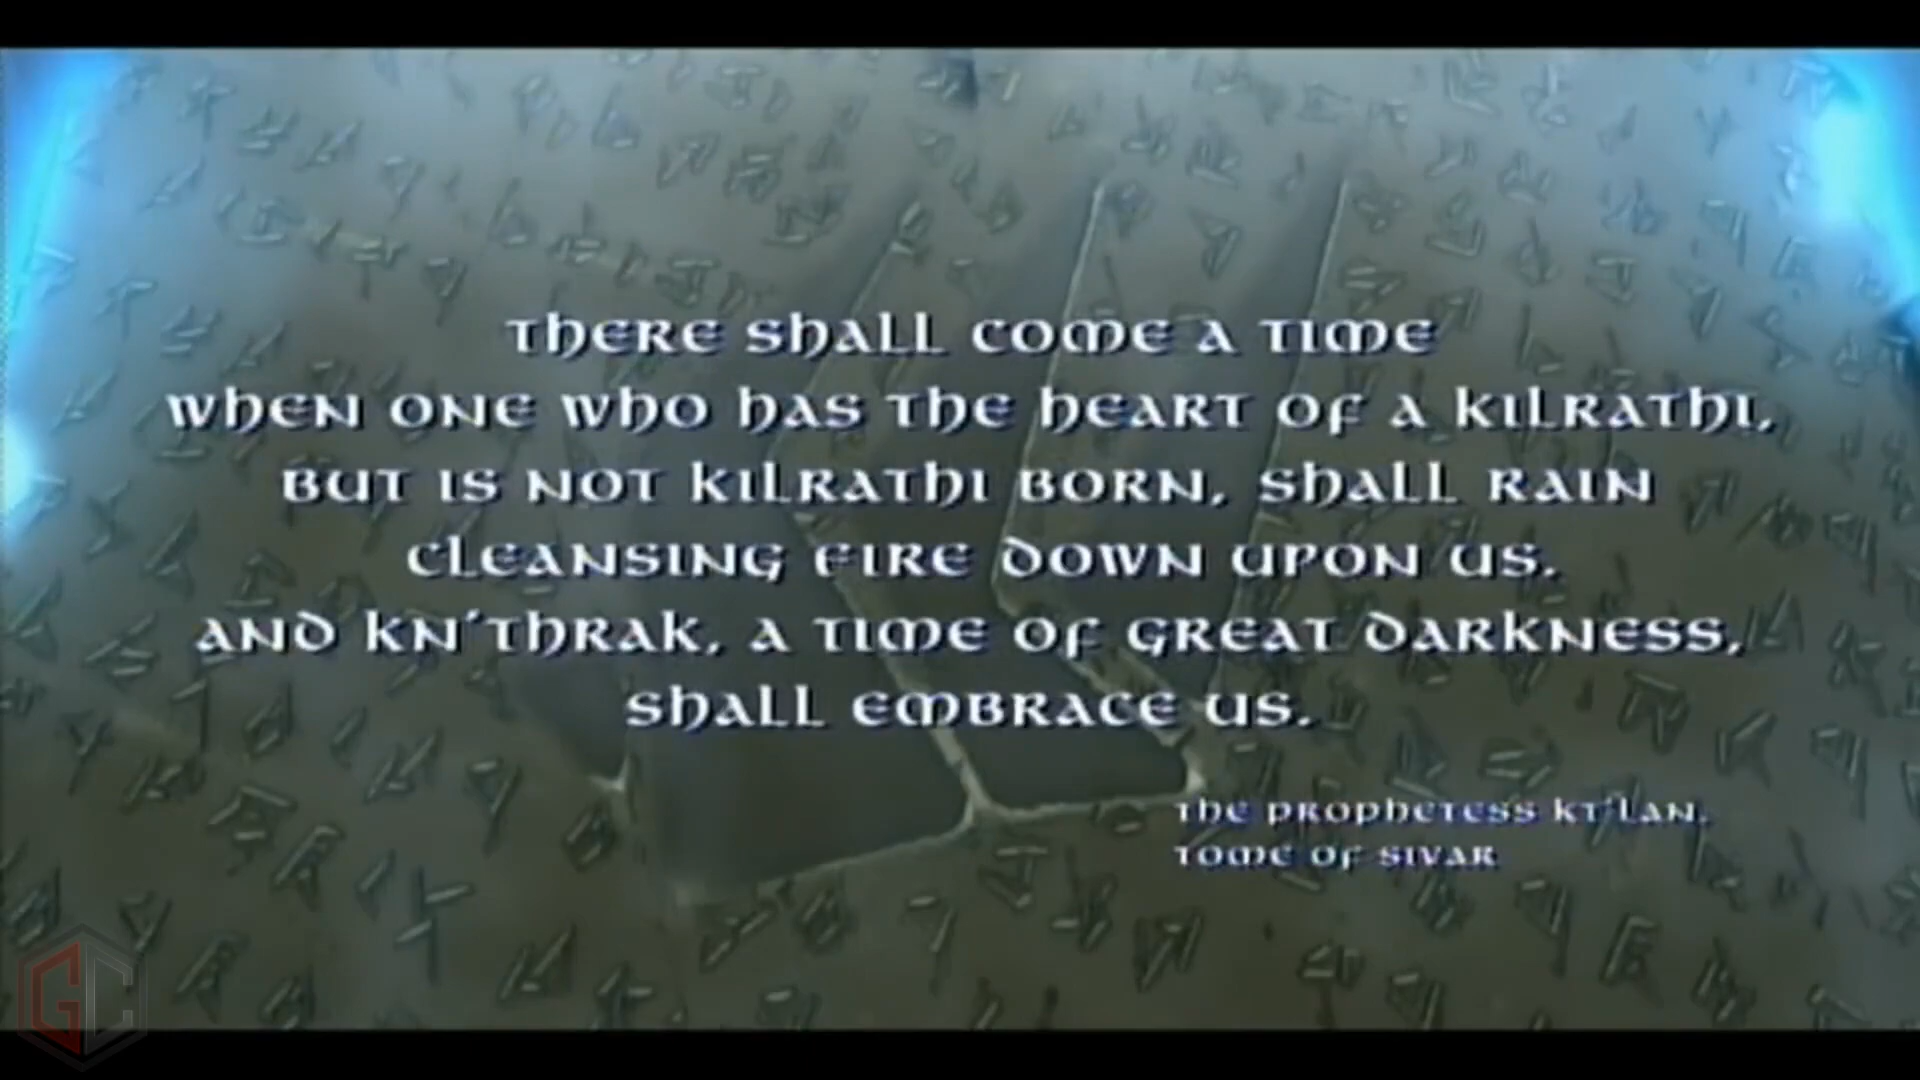 There shall come a time
when one who has the heart of a Kilrathi,
but is not Kilrathi born, shall rain
cleansing fire down upon us.
And Kn'thrak, a time of great darkness,
shall embrace us.
The Prophetess Kt'lan,
Tome of Sivar
GC